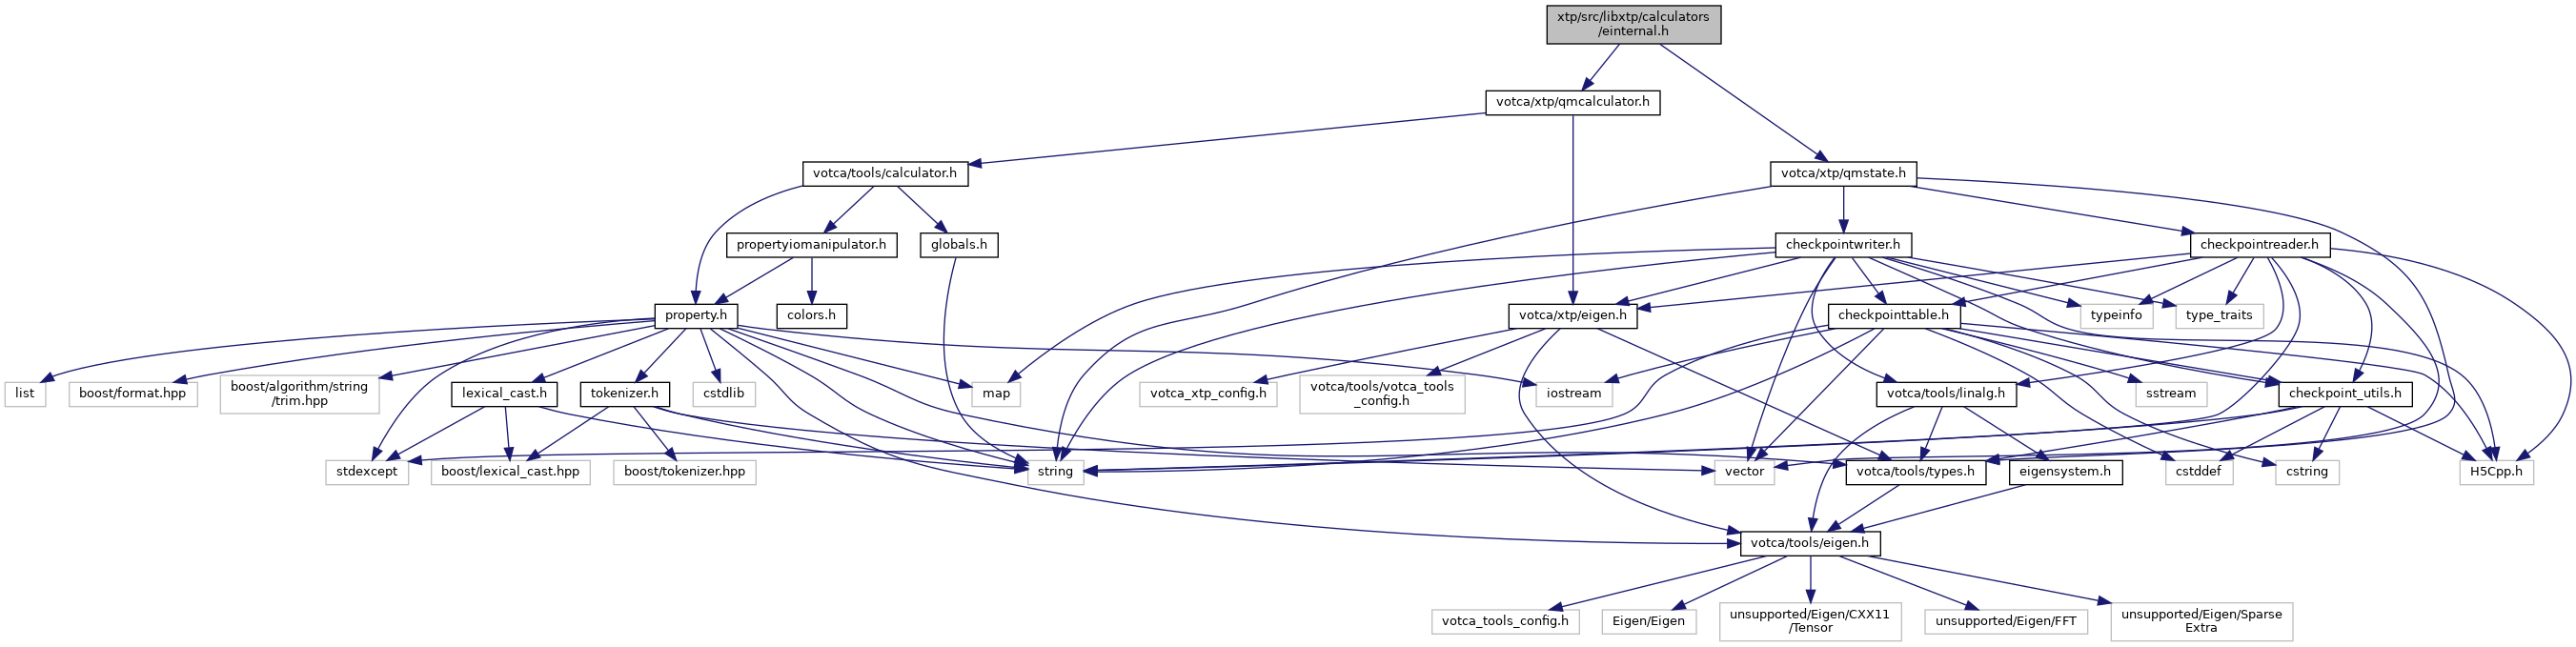 xtp/src/libxtp/calculators
/einternal.h
votca/xtp/qmcalculator.h
votca/tools/calculator.h
votca/xtp/qmstate.h
propertyiomanipulator.h
globals.h
checkpointwriter.h
checkpointreader.h
property.h
colors.h
votca/xtp/eigen.h
checkpointtable.h
typeinfo
type_traits
list
boost/format.hpp
boost/algorithm/string
/trim.hpp
lexical_cast.h
tokenizer.h
cstdlib
map
votca_xtp_config.h
votca/tools/votca_tools
_config.h
iostream
votca/tools/linalg.h
sstream
checkpoint_utils.h
stdexcept
boost/lexical_cast.hpp
boost/tokenizer.hpp
string
vector
votca/tools/types.h
eigensystem.h
cstddef
cstring
H5Cpp.h
votca/tools/eigen.h
votca_tools_config.h
Eigen/Eigen
unsupported/Eigen/CXX11
/Tensor
unsupported/Eigen/FFT
unsupported/Eigen/Sparse
Extra